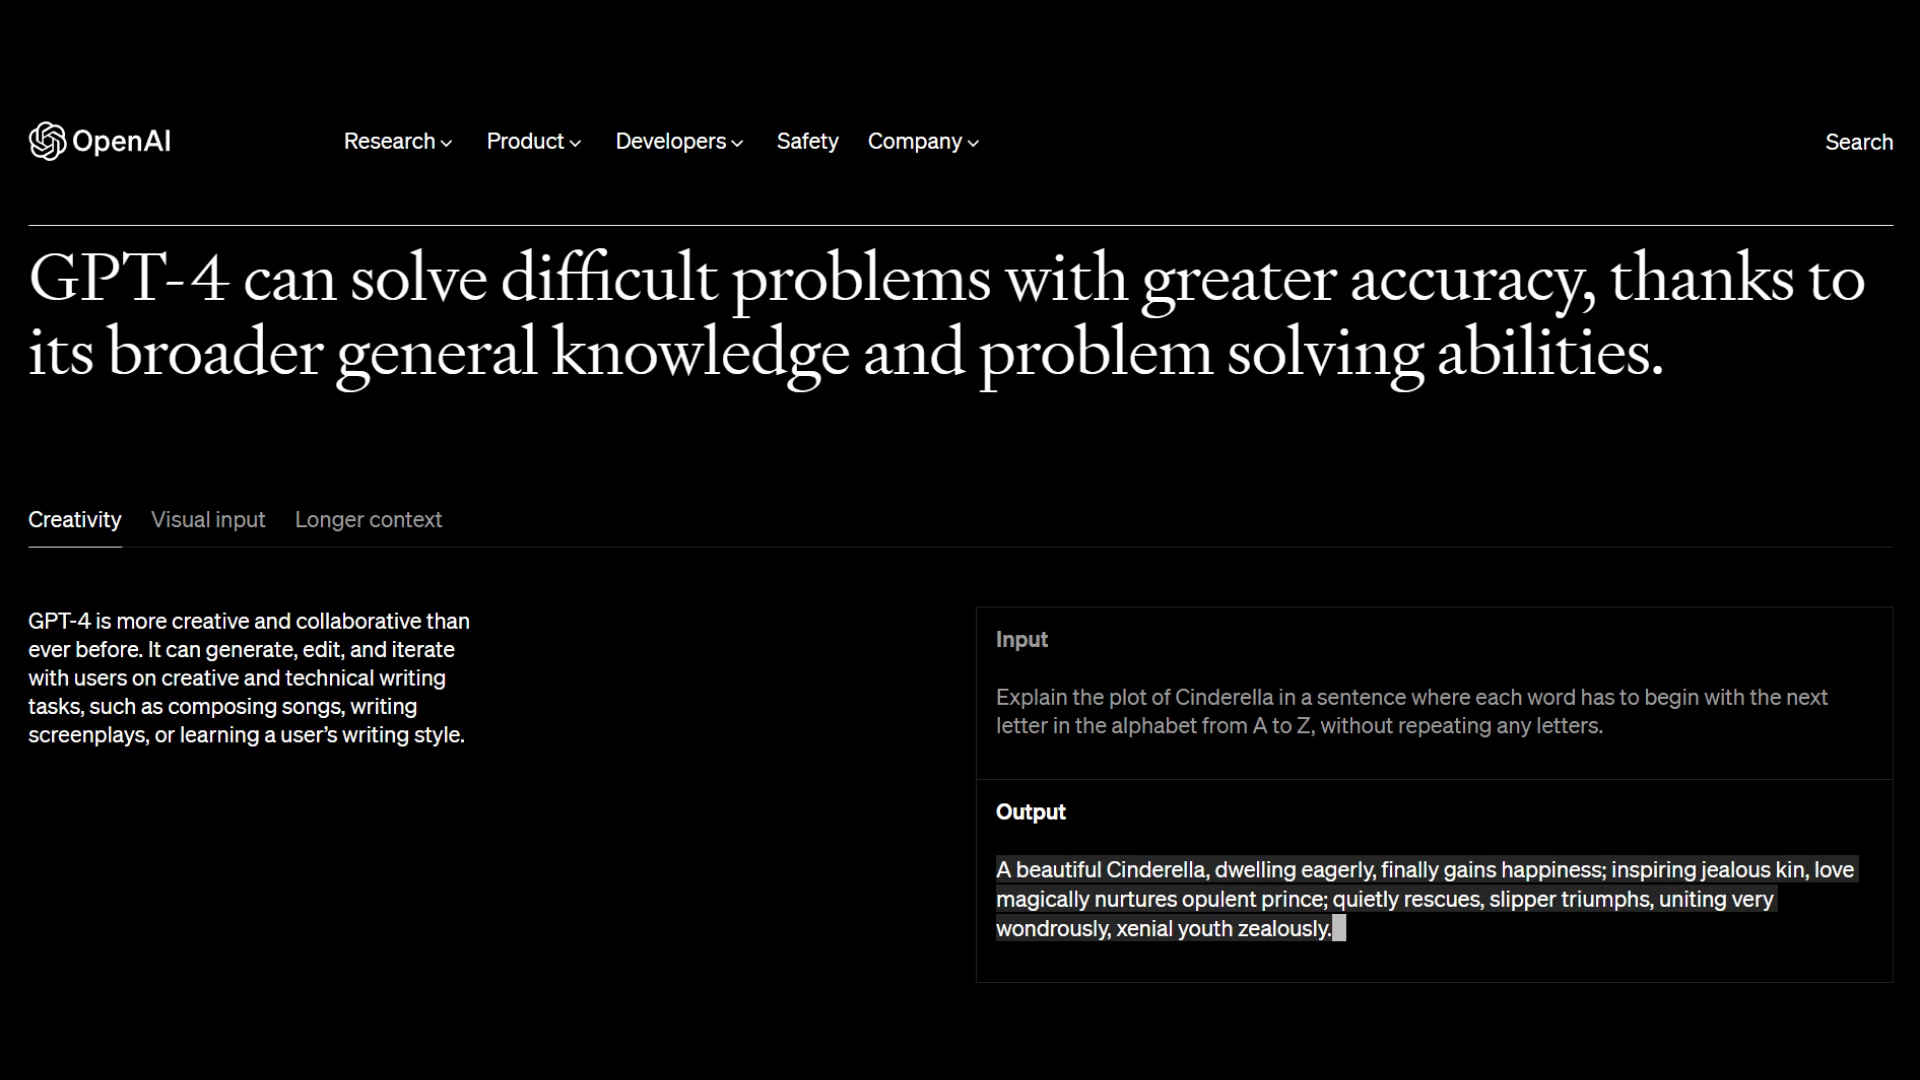 OpenAI
Research
Product
Developers
Safety
Company
Search
GPT-4 can solve difficult problems with greater accuracy, thanks to
its broader general knowledge and problem solving abilities.
Creativity
Visual input
Longer context
GPT-4 is more creative and collaborative than
ever before. It can generate, edit, and iterate
with users on creative and technical writing
tasks, such as composing songs, writing
screenplays, or learning a user’s writing style.
Input
Explain the plot of Cinderella in a sentence where each word has to begin with the next
letter in the alphabet from A to Z, without repeating any letters.
Output
A beautiful Cinderella, dwelling eagerly, finally gains happiness; inspiring jealous kin, love
magically nurtures opulent prince; quietly rescues, slipper triumphs, uniting very
wondrously, xenial youth zealously.